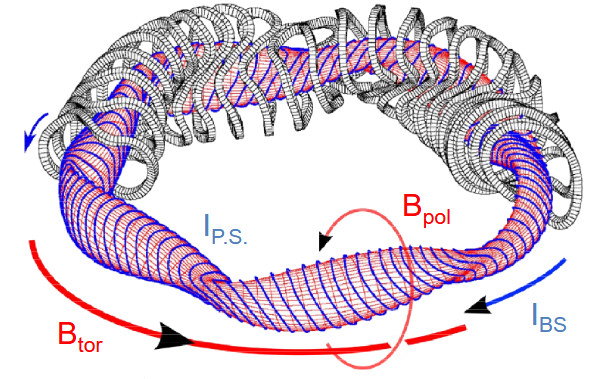 B_pol
I_P.S.
I_BS
B_tor